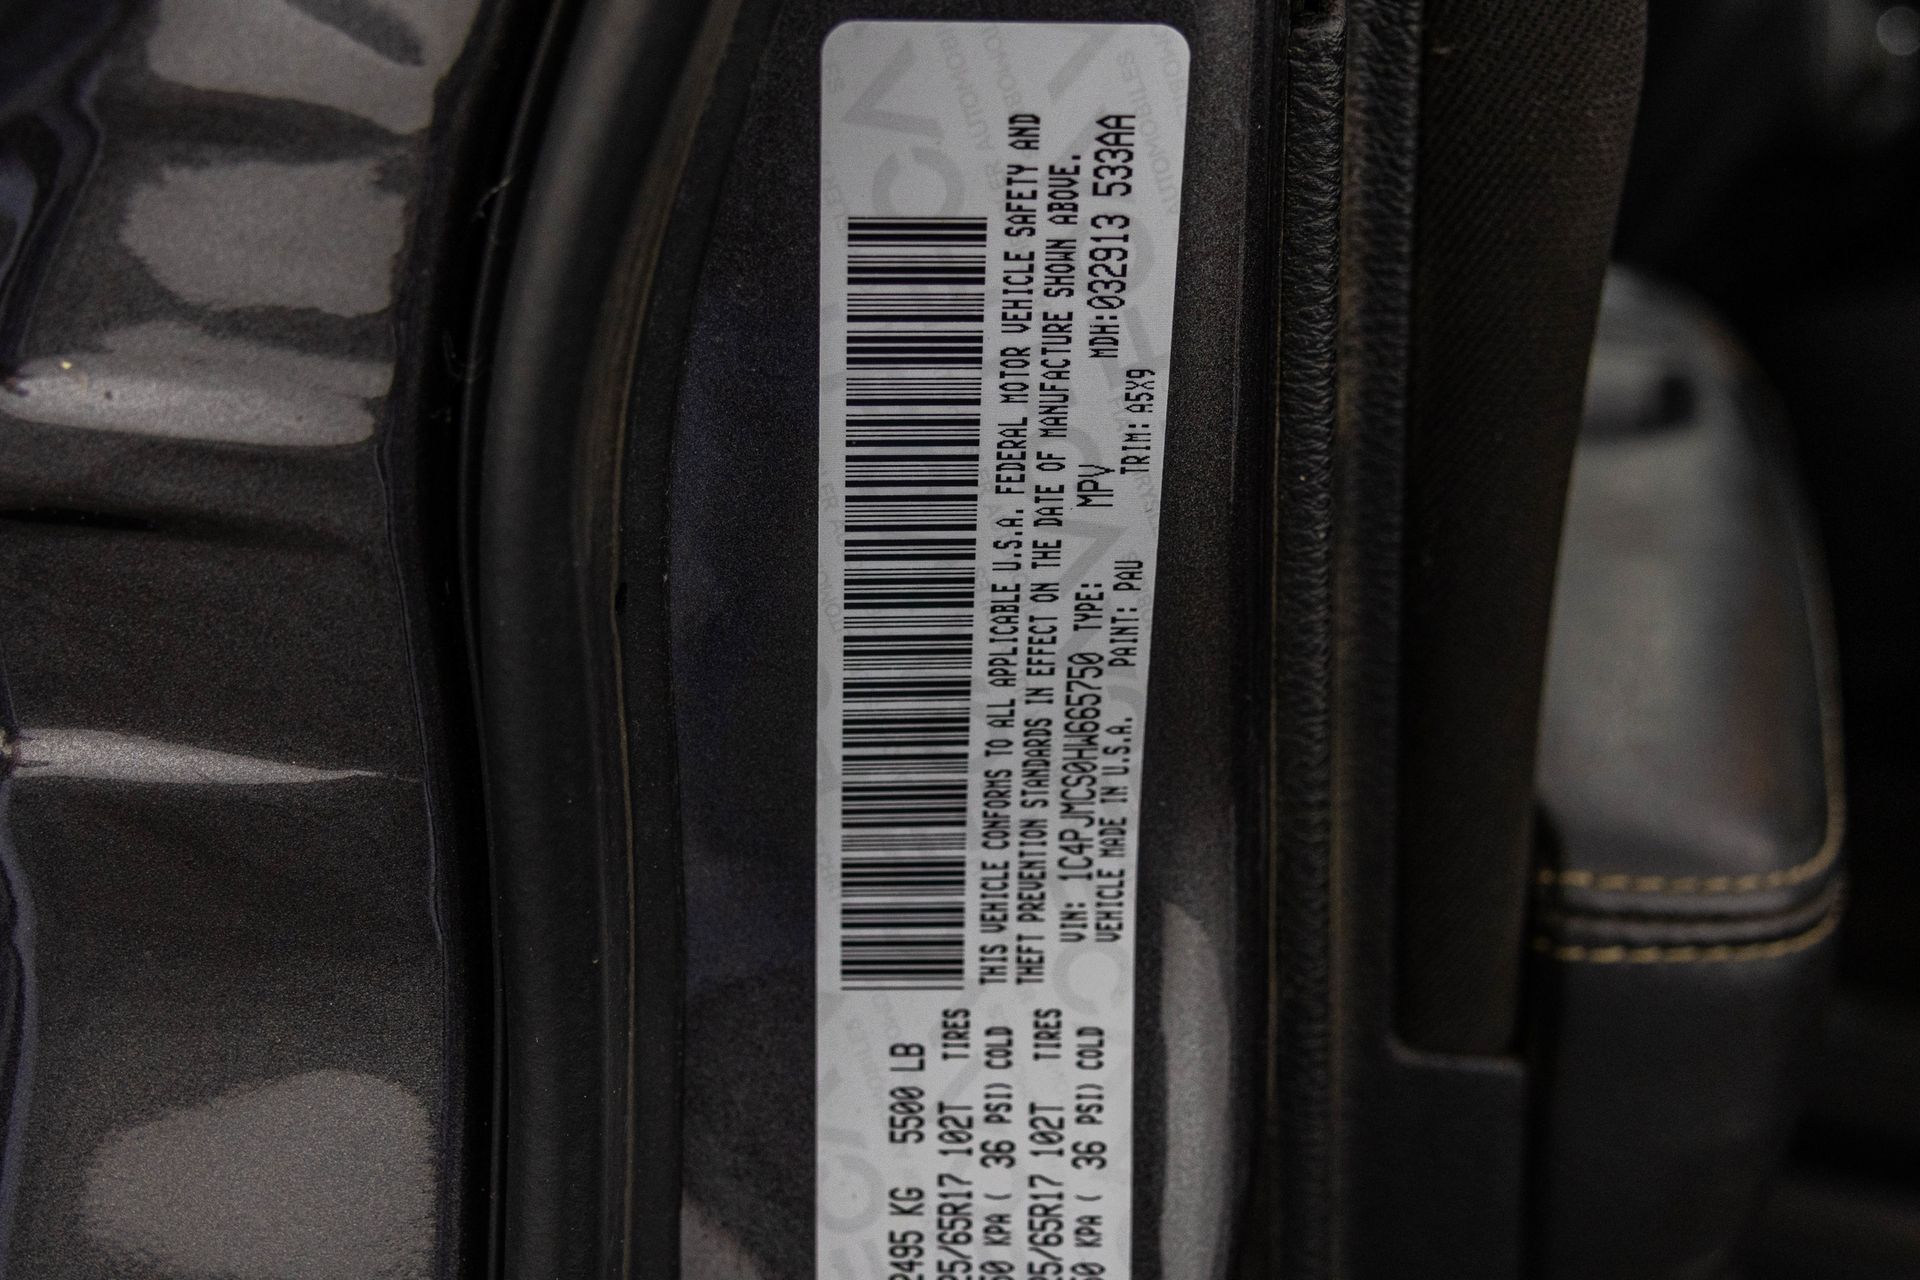 2495 KG 5500 LB
25/65R17 102T TIRES
50 KPA ( 36 PSI) COLD
25/65R17 102T TIRES
50 KPA ( 36 PSI) COLD
THIS VEHICLE CONFORMS TO ALL APPLICABLE U.S.A. FEDERAL MOTOR VEHICLE SAFETY AND
THEFT PREVENTION STANDARDS IN EFFECT ON THE DATE OF MANUFACTURE SHOWN ABOVE.
VIN: 1C4PJMCS0HW665750 TYPE: MPV MDH:032913 533AA
VEHICLE MADE IN U.S.A. PAINT: PAU TRIM: A5X9